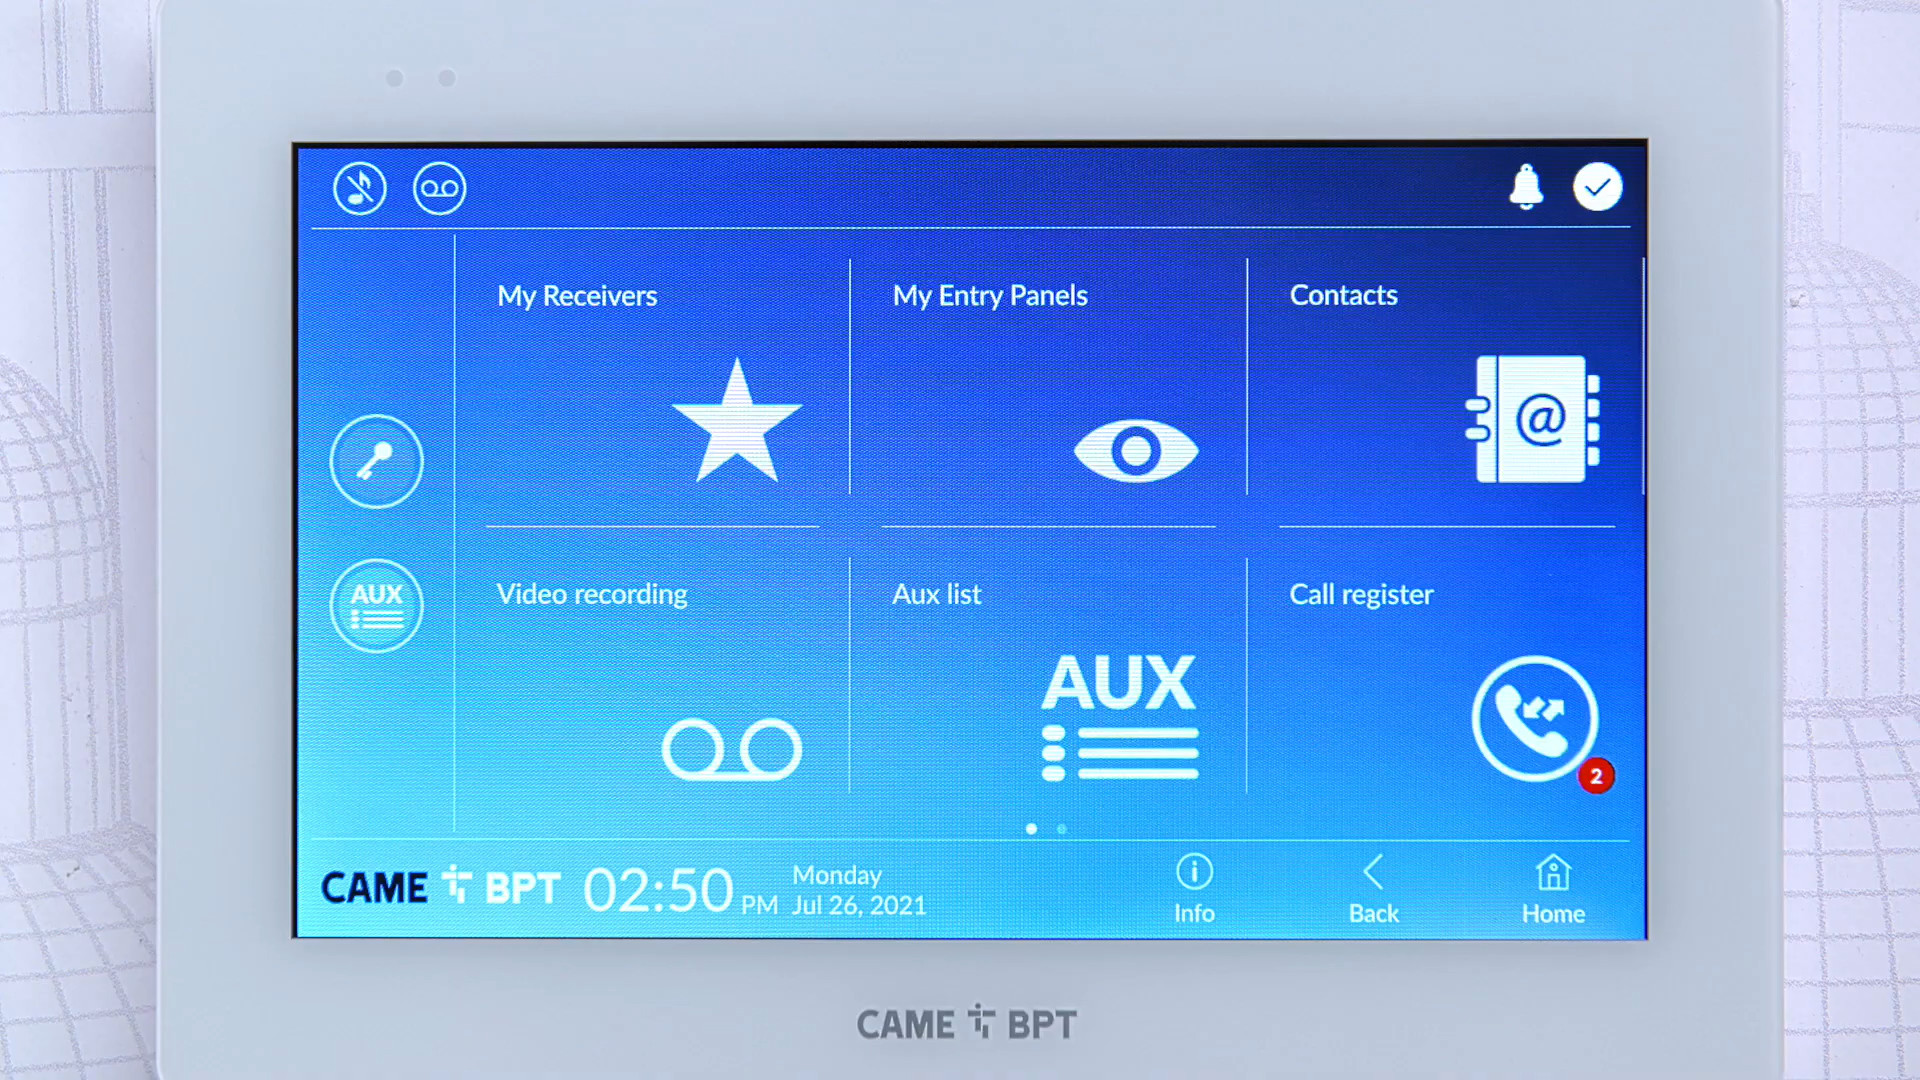 My Receivers
My Entry Panels
Contacts
@
AUX
Video recording
Aux list
Call register
AUX
2
CAME BPT
02:50 PM
Monday
Jul 26, 2021
Info
Back
Home
CAME BPT